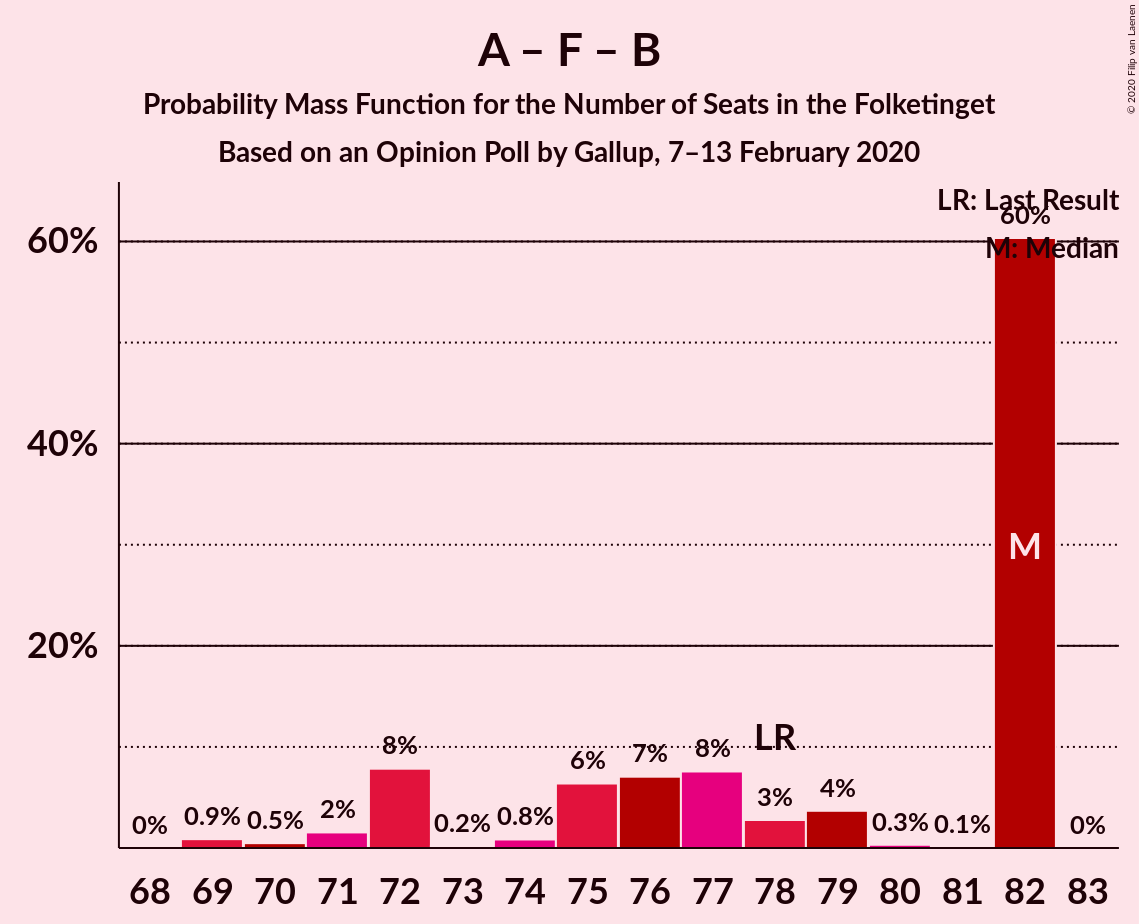 A – F – B
Probability Mass Function for the Number of Seats in the Folketinget
Based on an Opinion Poll by Gallup, 7–13 February 2020
© 2020 Filip van Laenen
LR: Last Result
M: Median
60%
40%
20%
0%
0.9%
0.5%
2%
8%
0.2%
0.8%
6%
7%
8%
3%
4%
0.3%
0.1%
60%
0%
LR
M
68 69 70 71 72 73 74 75 76 77 78 79 80 81 82 83